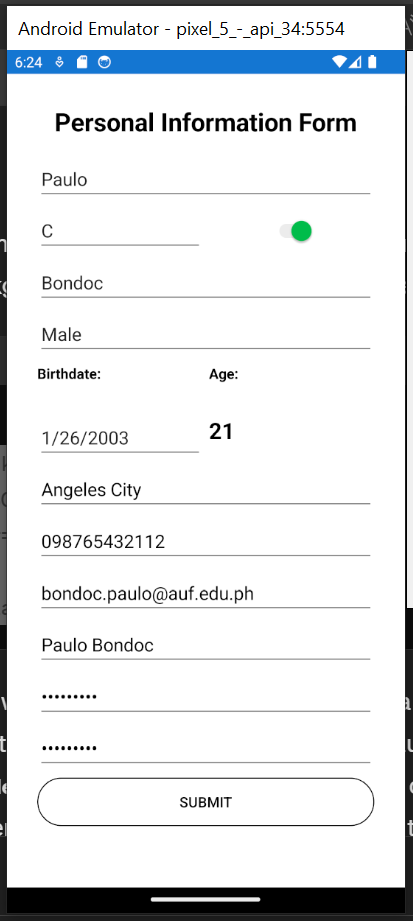 Android Emulator - pixel_5_-_api_34:5554
6:24
Personal Information Form
Paulo
C
Bondoc
Male
Birthdate: Age:
1/26/2003 21
Angeles City
098765432112
bondoc.paulo@auf.edu.ph
Paulo Bondoc
•••••••••
•••••••••
SUBMIT